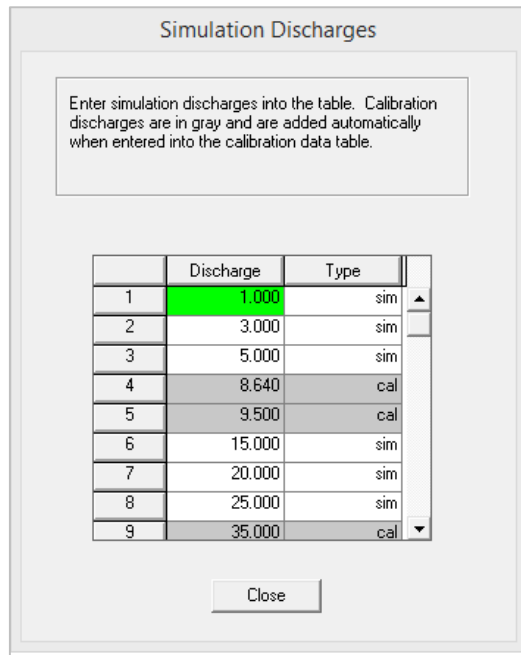 Simulation Discharges
Enter simulation discharges into the table.  Calibration
discharges are in gray and are added automatically
when entered into the calibration data table.
Discharge Type
1 1.000 sim
2 3.000 sim
3 5.000 sim
4 8.640 cal
5 9.500 cal
6 15.000 sim
7 20.000 sim
8 25.000 sim
9 35.000 cal
Close